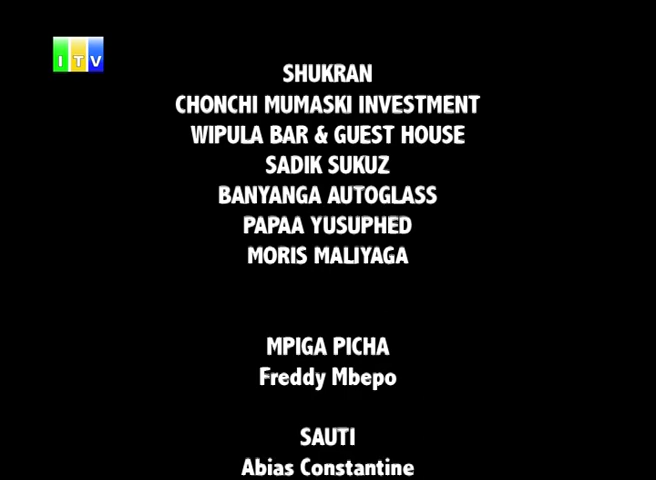 ITV
SHUKRAN
CHONCHI MUMASKI INVESTMENT
WIPULA BAR & GUEST HOUSE
SADIK SUKUZ
BANYANGA AUTOGLASS
PAPAA YUSUPHED
MORIS MALIYAGA
MPIGA PICHA
Freddy Mbepo
SAUTI
Abias Constantine